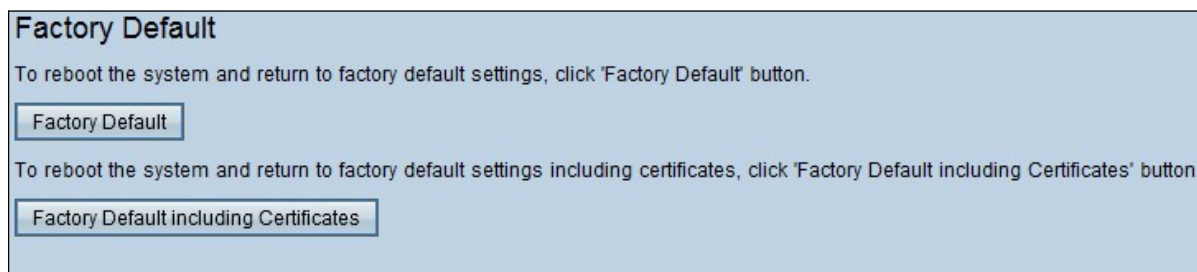 Factory Default
To reboot the system and return to factory default settings, click 'Factory Default' button.
Factory Default
To reboot the system and return to factory default settings including certificates, click 'Factory Default including Certificates' button
Factory Default including Certificates